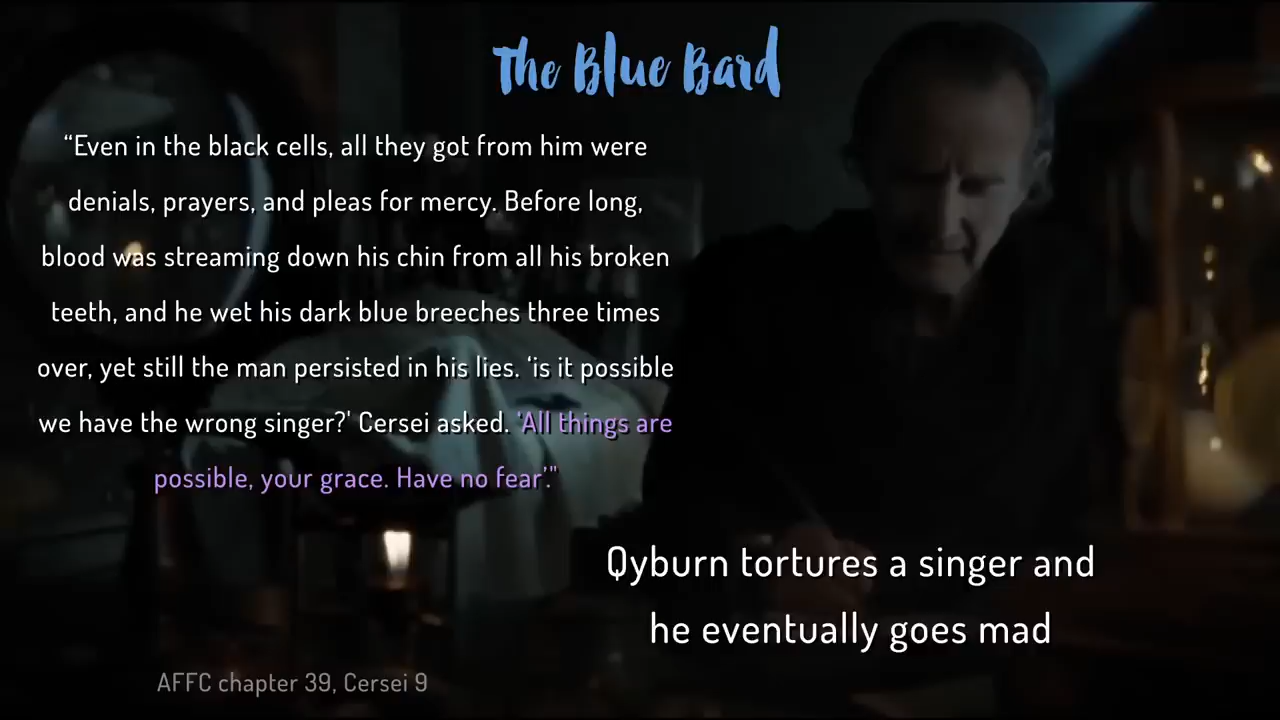 The Blue Bard
“Even in the black cells, all they got from him were
denials, prayers, and pleas for mercy. Before long,
blood was streaming down his chin from all his broken
teeth, and he wet his dark blue breeches three times
over, yet still the man persisted in his lies. ‘is it possible
we have the wrong singer?' Cersei asked. 'All things are
possible, your grace. Have no fear’."
Qyburn tortures a singer and
he eventually goes mad
AFFC chapter 39, Cersei 9